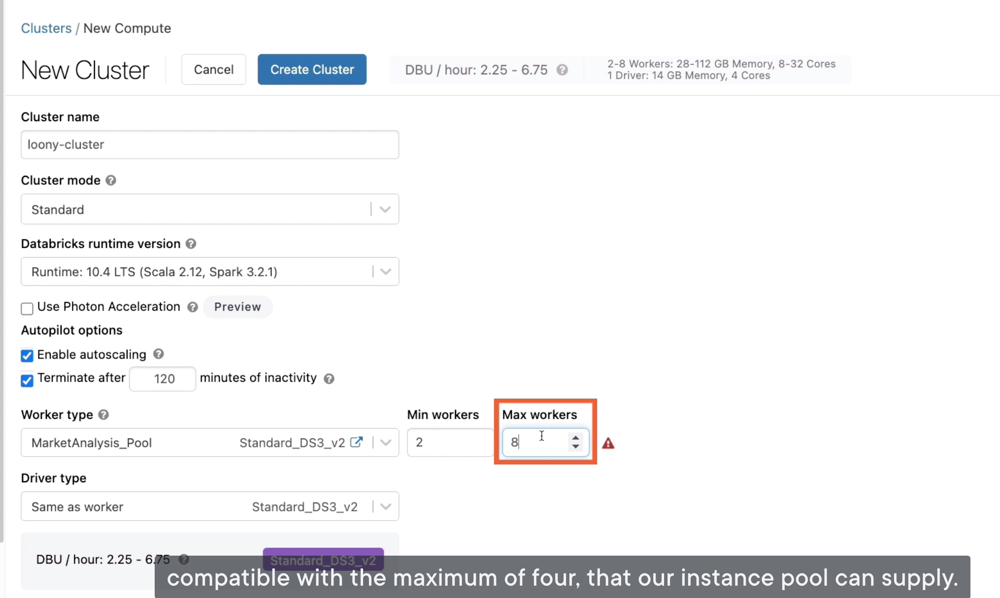 Clusters / New Compute
New Cluster
Cancel
Create Cluster
DBU / hour: 2.25 - 6.75
2-8 Workers: 28-112 GB Memory, 8-32 Cores
1 Driver: 14 GB Memory, 4 Cores
Cluster name
loony-cluster
Cluster mode
Standard
Databricks runtime version
Runtime: 10.4 LTS (Scala 2.12, Spark 3.2.1)
Use Photon Acceleration Preview
Autopilot options
Enable autoscaling
Terminate after 120 minutes of inactivity
Worker type
Min workers
Max workers
MarketAnalysis_Pool Standard_DS3_v2
2
8
Driver type
Same as worker Standard_DS3_v2
DBU / hour: 2.25 - 6.75 Standard_DS3_v2
compatible with the maximum of four, that our instance pool can supply.